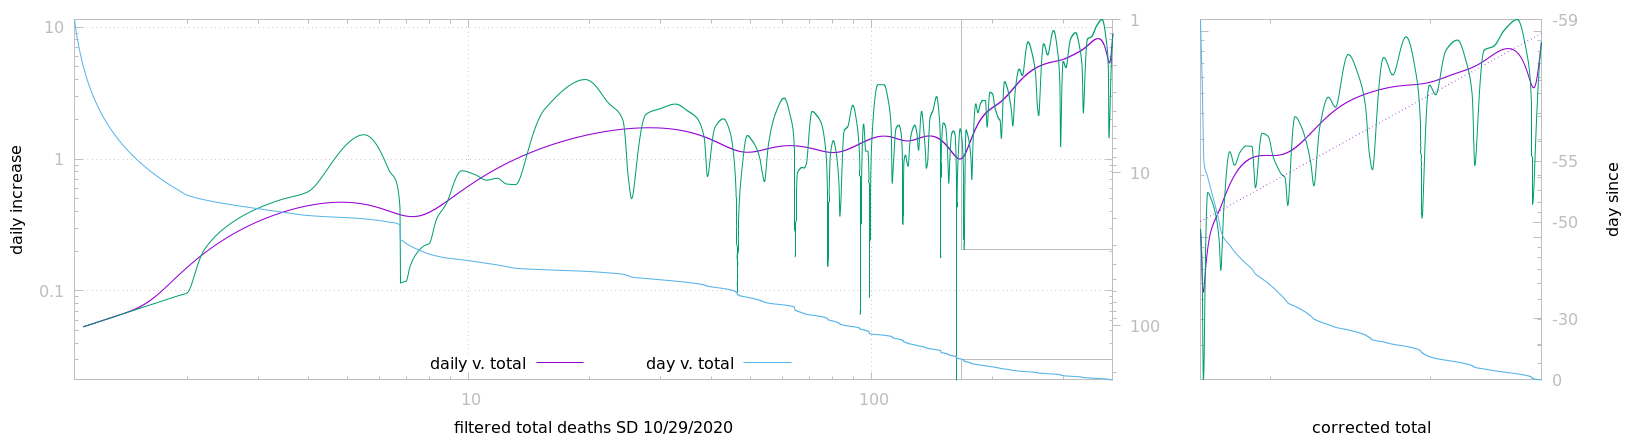 10
1
0.1
daily increase
daily v. total
day v. total
10
100
filtered total deaths SD 10/29/2020
1
10
100
-59
-55
-50
-30
0
day since
corrected total